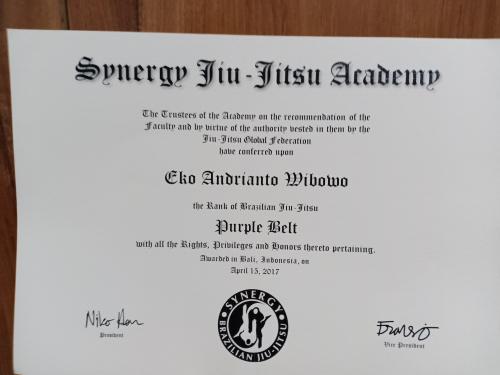 Synergy Jiu-Jitsu Academy
The Trustees of the Academy on the recommendation of the
Faculty and by virtue of the authority vested in them by the
Jiu-Jitsu Global Federation
have conferred upon
Eko Andrianto Wibowo
the Rank of Brazilian Jiu-Jitsu
Purple Belt
with all the Rights, Privileges and Honors thereto pertaining.
Awarded in Bali, Indonesia, on
April 15, 2017
SYNERGY
BRAZILIAN JIU-JITSU
President
Vice President